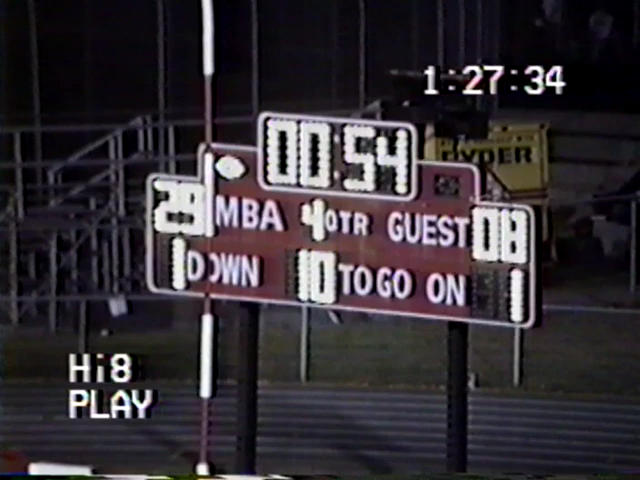 1:27:34
RYDER
00:54
29 MBA 4 QTR GUEST 08
1 DOWN 10 TO GO ON 1
Hi8
PLAY